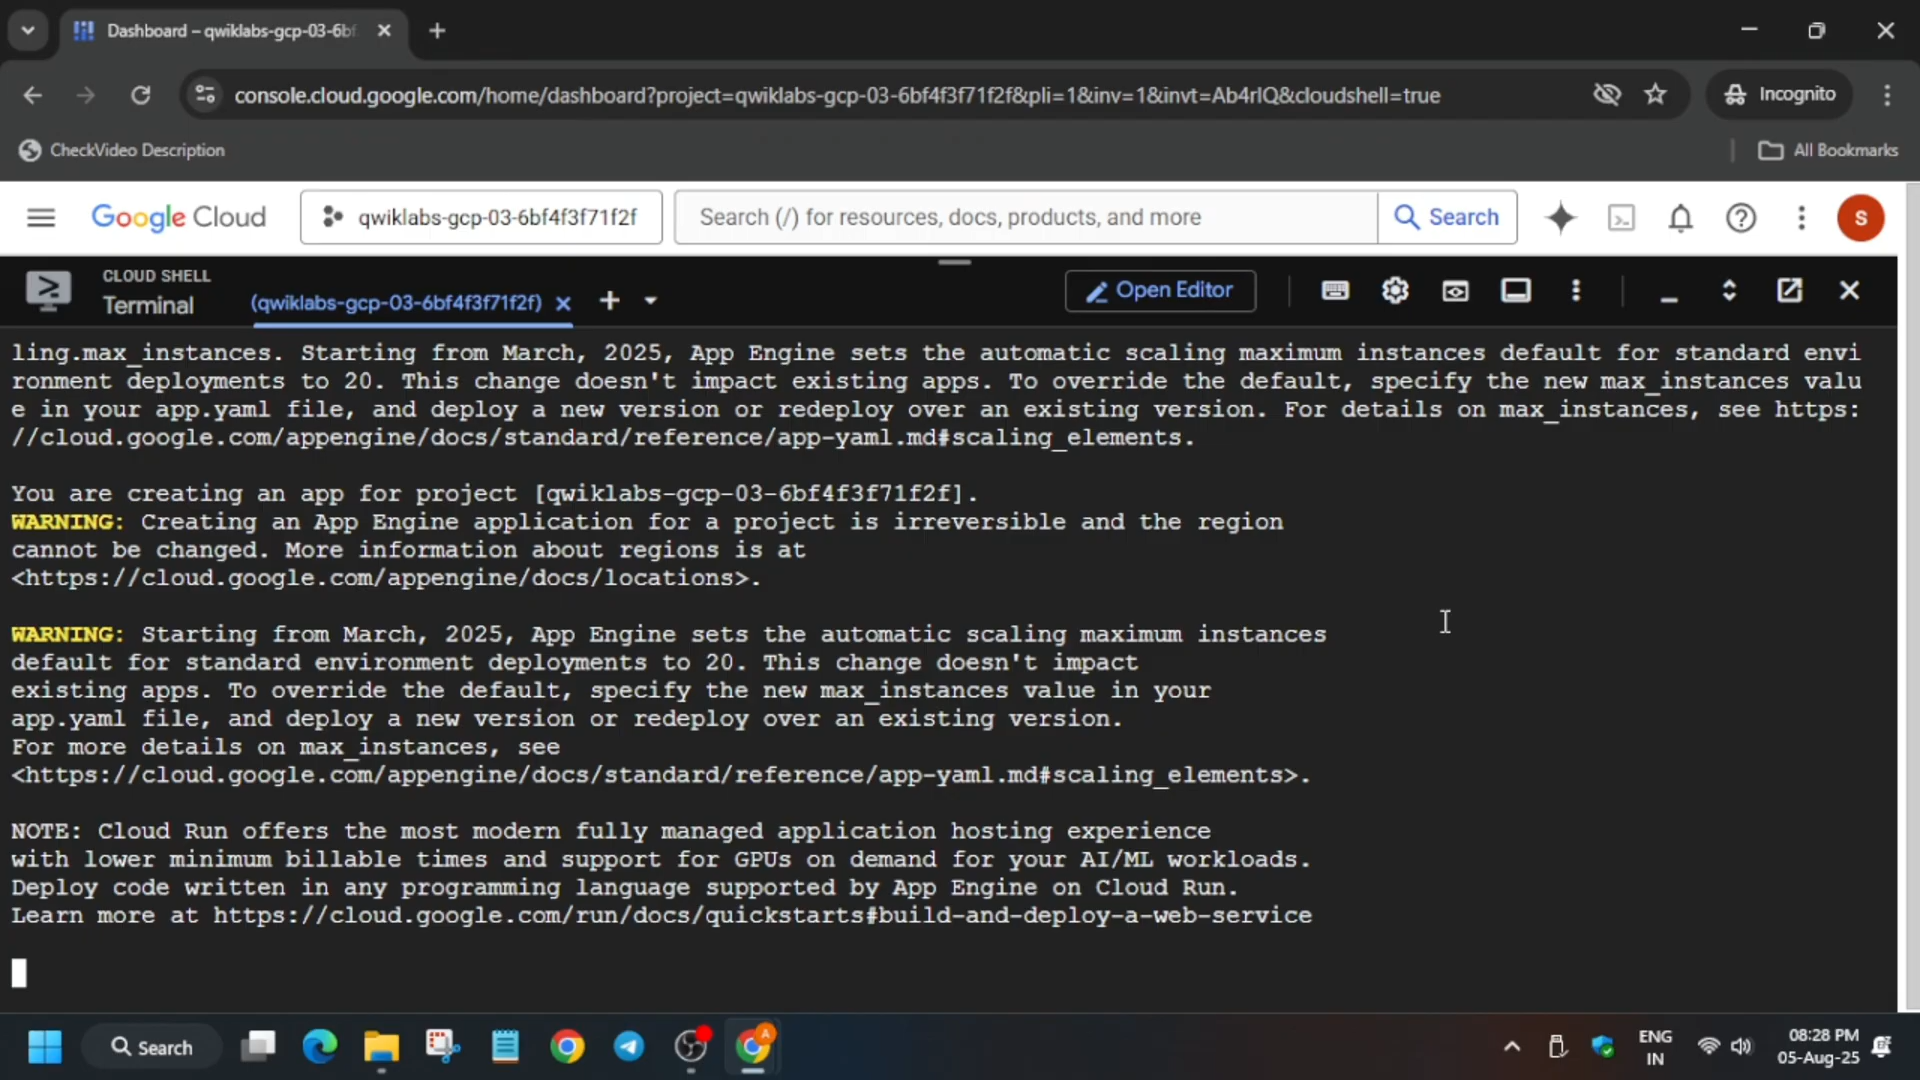 Dashboard – qwiklabs-gcp-03-6bf
console.cloud.google.com/home/dashboard?project=qwiklabs-gcp-03-6bf4f3f71f2f&pli=1&inv=1&invt=Ab4rlQ&cloudshell=true
Incognito
CheckVideo Description
All Bookmarks
Google Cloud
qwiklabs-gcp-03-6bf4f3f71f2f
Search (/) for resources, docs, products, and more
Search
S
CLOUD SHELL
Terminal
(qwiklabs-gcp-03-6bf4f3f71f2f)
Open Editor
ling.max_instances. Starting from March, 2025, App Engine sets the automatic scaling maximum instances default for standard envi
ronment deployments to 20. This change doesn't impact existing apps. To override the default, specify the new max_instances valu
e in your app.yaml file, and deploy a new version or redeploy over an existing version. For details on max_instances, see https:
//cloud.google.com/appengine/docs/standard/reference/app-yaml.md#scaling_elements.
You are creating an app for project [qwiklabs-gcp-03-6bf4f3f71f2f].
WARNING: Creating an App Engine application for a project is irreversible and the region
cannot be changed. More information about regions is at
<https://cloud.google.com/appengine/docs/locations>.
WARNING: Starting from March, 2025, App Engine sets the automatic scaling maximum instances
default for standard environment deployments to 20. This change doesn't impact
existing apps. To override the default, specify the new max_instances value in your
app.yaml file, and deploy a new version or redeploy over an existing version.
For more details on max_instances, see
<https://cloud.google.com/appengine/docs/standard/reference/app-yaml.md#scaling_elements>.
NOTE: Cloud Run offers the most modern fully managed application hosting experience
with lower minimum billable times and support for GPUs on demand for your AI/ML workloads.
Deploy code written in any programming language supported by App Engine on Cloud Run.
Learn more at https://cloud.google.com/run/docs/quickstarts#build-and-deploy-a-web-service
Search
A
ENG
IN
08:28 PM
05-Aug-25